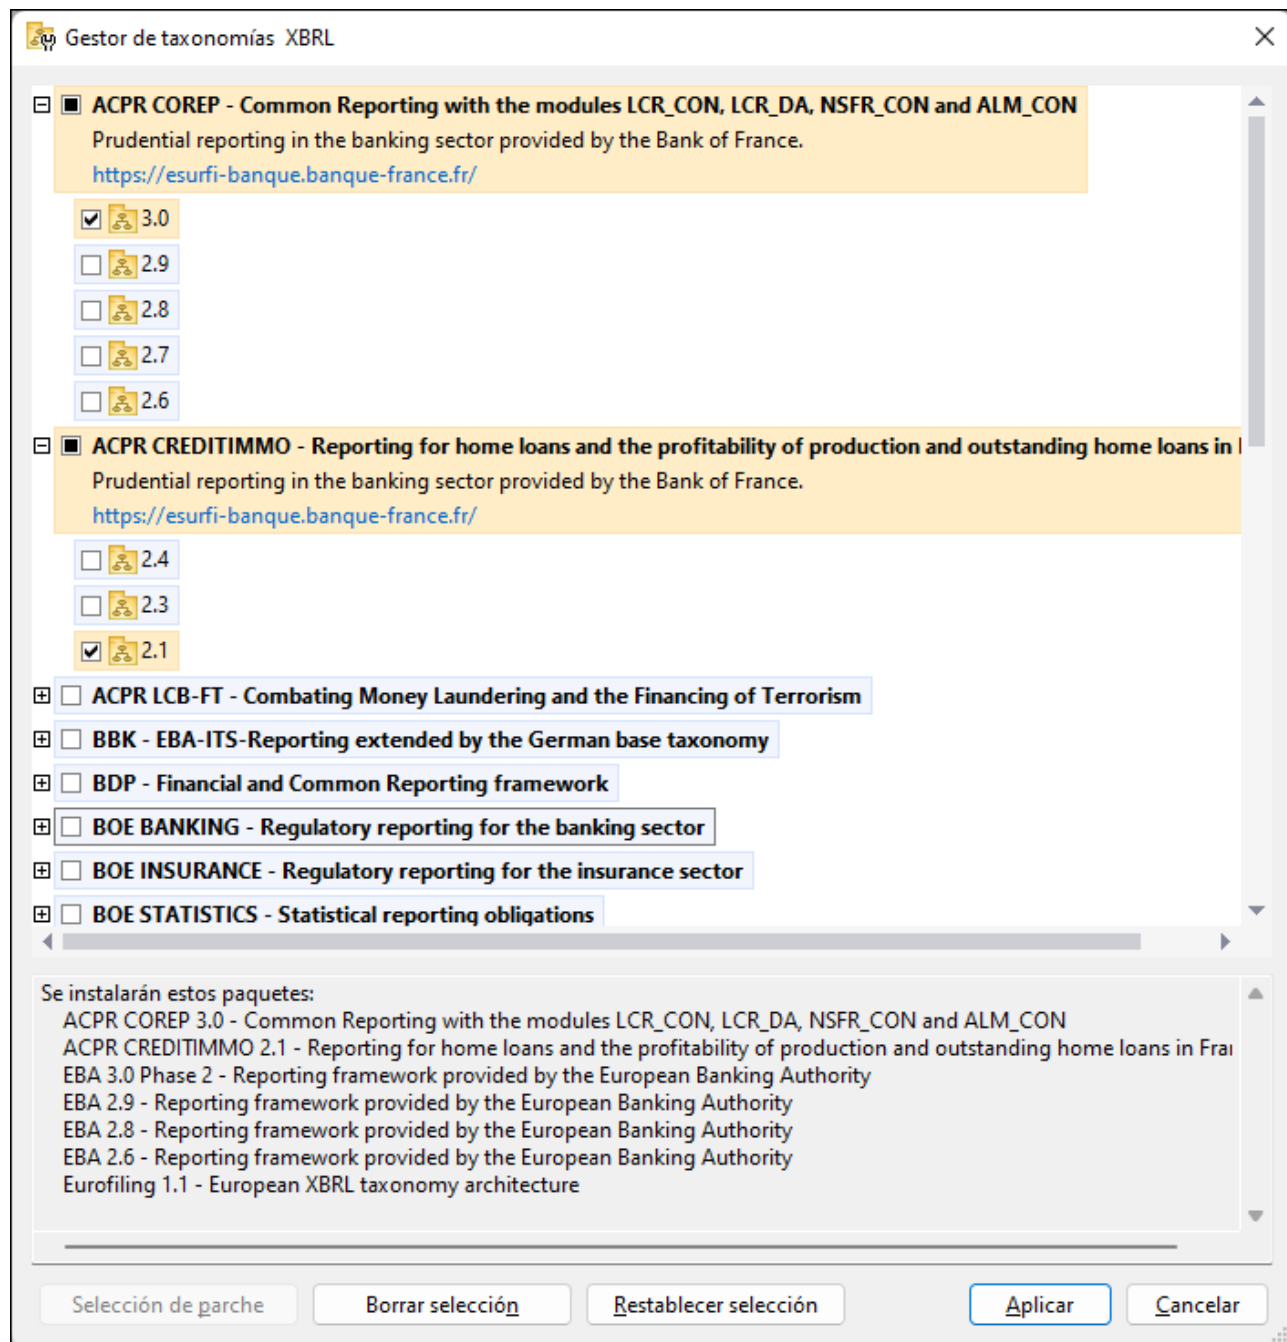 Gestor de taxonomías XBRL
ACPR COREP - Common Reporting with the modules LCR_CON, LCR_DA, NSFR_CON and ALM_CON
Prudential reporting in the banking sector provided by the Bank of France.
https://esurfi-banque.banque-france.fr/
3.0
2.9
2.8
2.7
2.6
ACPR CREDITIMMO - Reporting for home loans and the profitability of production and outstanding home loans in
Prudential reporting in the banking sector provided by the Bank of France.
https://esurfi-banque.banque-france.fr/
2.4
2.3
2.1
ACPR LCB-FT - Combating Money Laundering and the Financing of Terrorism
BBK - EBA-ITS-Reporting extended by the German base taxonomy
BDP - Financial and Common Reporting framework
BOE BANKING - Regulatory reporting for the banking sector
BOE INSURANCE - Regulatory reporting for the insurance sector
BOE STATISTICS - Statistical reporting obligations
Se instalarán estos paquetes:
ACPR COREP 3.0 - Common Reporting with the modules LCR_CON, LCR_DA, NSFR_CON and ALM_CON
ACPR CREDITIMMO 2.1 - Reporting for home loans and the profitability of production and outstanding home loans in Fra
EBA 3.0 Phase 2 - Reporting framework provided by the European Banking Authority
EBA 2.9 - Reporting framework provided by the European Banking Authority
EBA 2.8 - Reporting framework provided by the European Banking Authority
EBA 2.6 - Reporting framework provided by the European Banking Authority
Eurofiling 1.1 - European XBRL taxonomy architecture
Selección de parche
Borrar selección
Restablecer selección
Aplicar
Cancelar